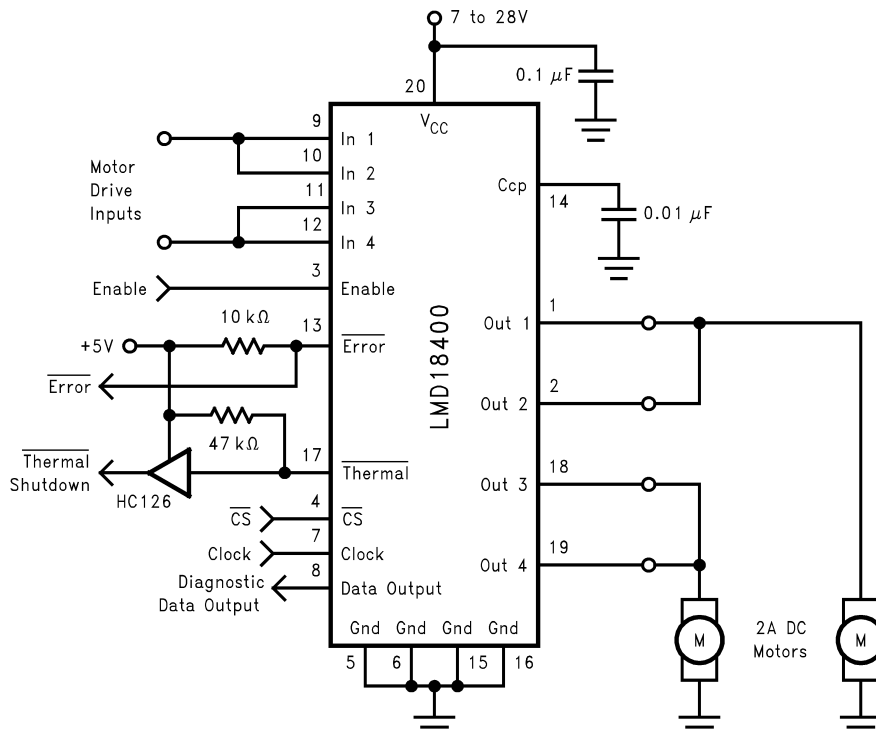 7 to 28V
0.1 μF
20
VCC
9
In 1
10
In 2
11
In 3
12
In 4
Motor
Drive
Inputs
Ccp
14
0.01 μF
3
Enable
Enable
LMD18400
10 kΩ
13
+5V
Error
Error
47 kΩ
17
Thermal
Shutdown
HC126
Thermal
4
CS
CS
7
Clock
Clock
8
Diagnostic
Data Output
Data Output
1
Out 1
2
Out 2
18
Out 3
19
Out 4
Gnd Gnd Gnd Gnd
5 6 15 16
M
2A DC
Motors
M